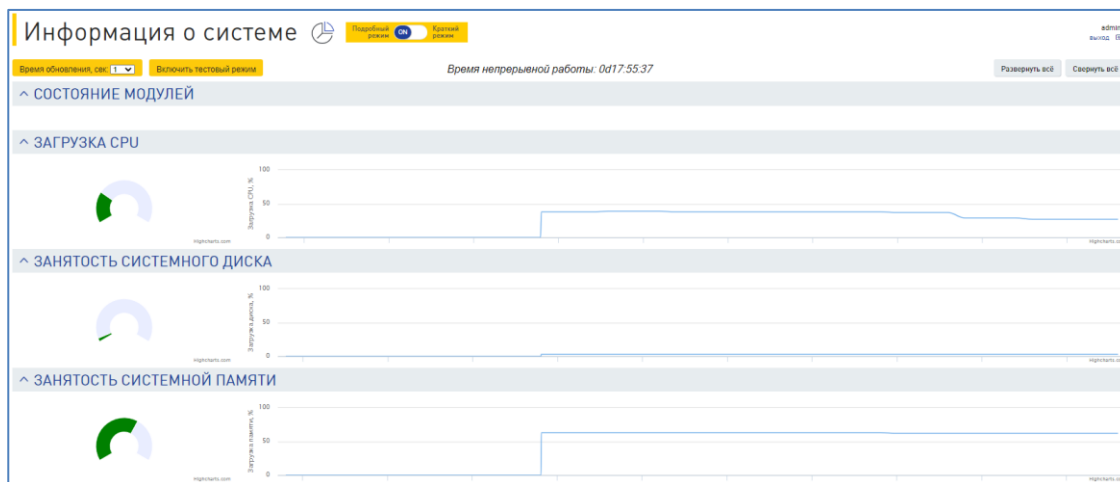 Информация о системе
Подробный режим ON Краткий режим
admin
выход
Время обновления, сек: 1 Включить тестовый режим
Время непрерывной работы: 0d17:55:37
Развернуть всё Свернуть всё
СОСТОЯНИЕ МОДУЛЕЙ
ЗАГРУЗКА CPU
Загрузка CPU, %
100
50
0
Highcharts.com
Highcharts.co
ЗАНЯТОСТЬ СИСТЕМНОГО ДИСКА
Загрузка диска, %
100
50
0
Highcharts.com
Highcharts.co
ЗАНЯТОСТЬ СИСТЕМНОЙ ПАМЯТИ
Загрузка памяти, %
100
50
0
Highcharts.com
Highcharts.co